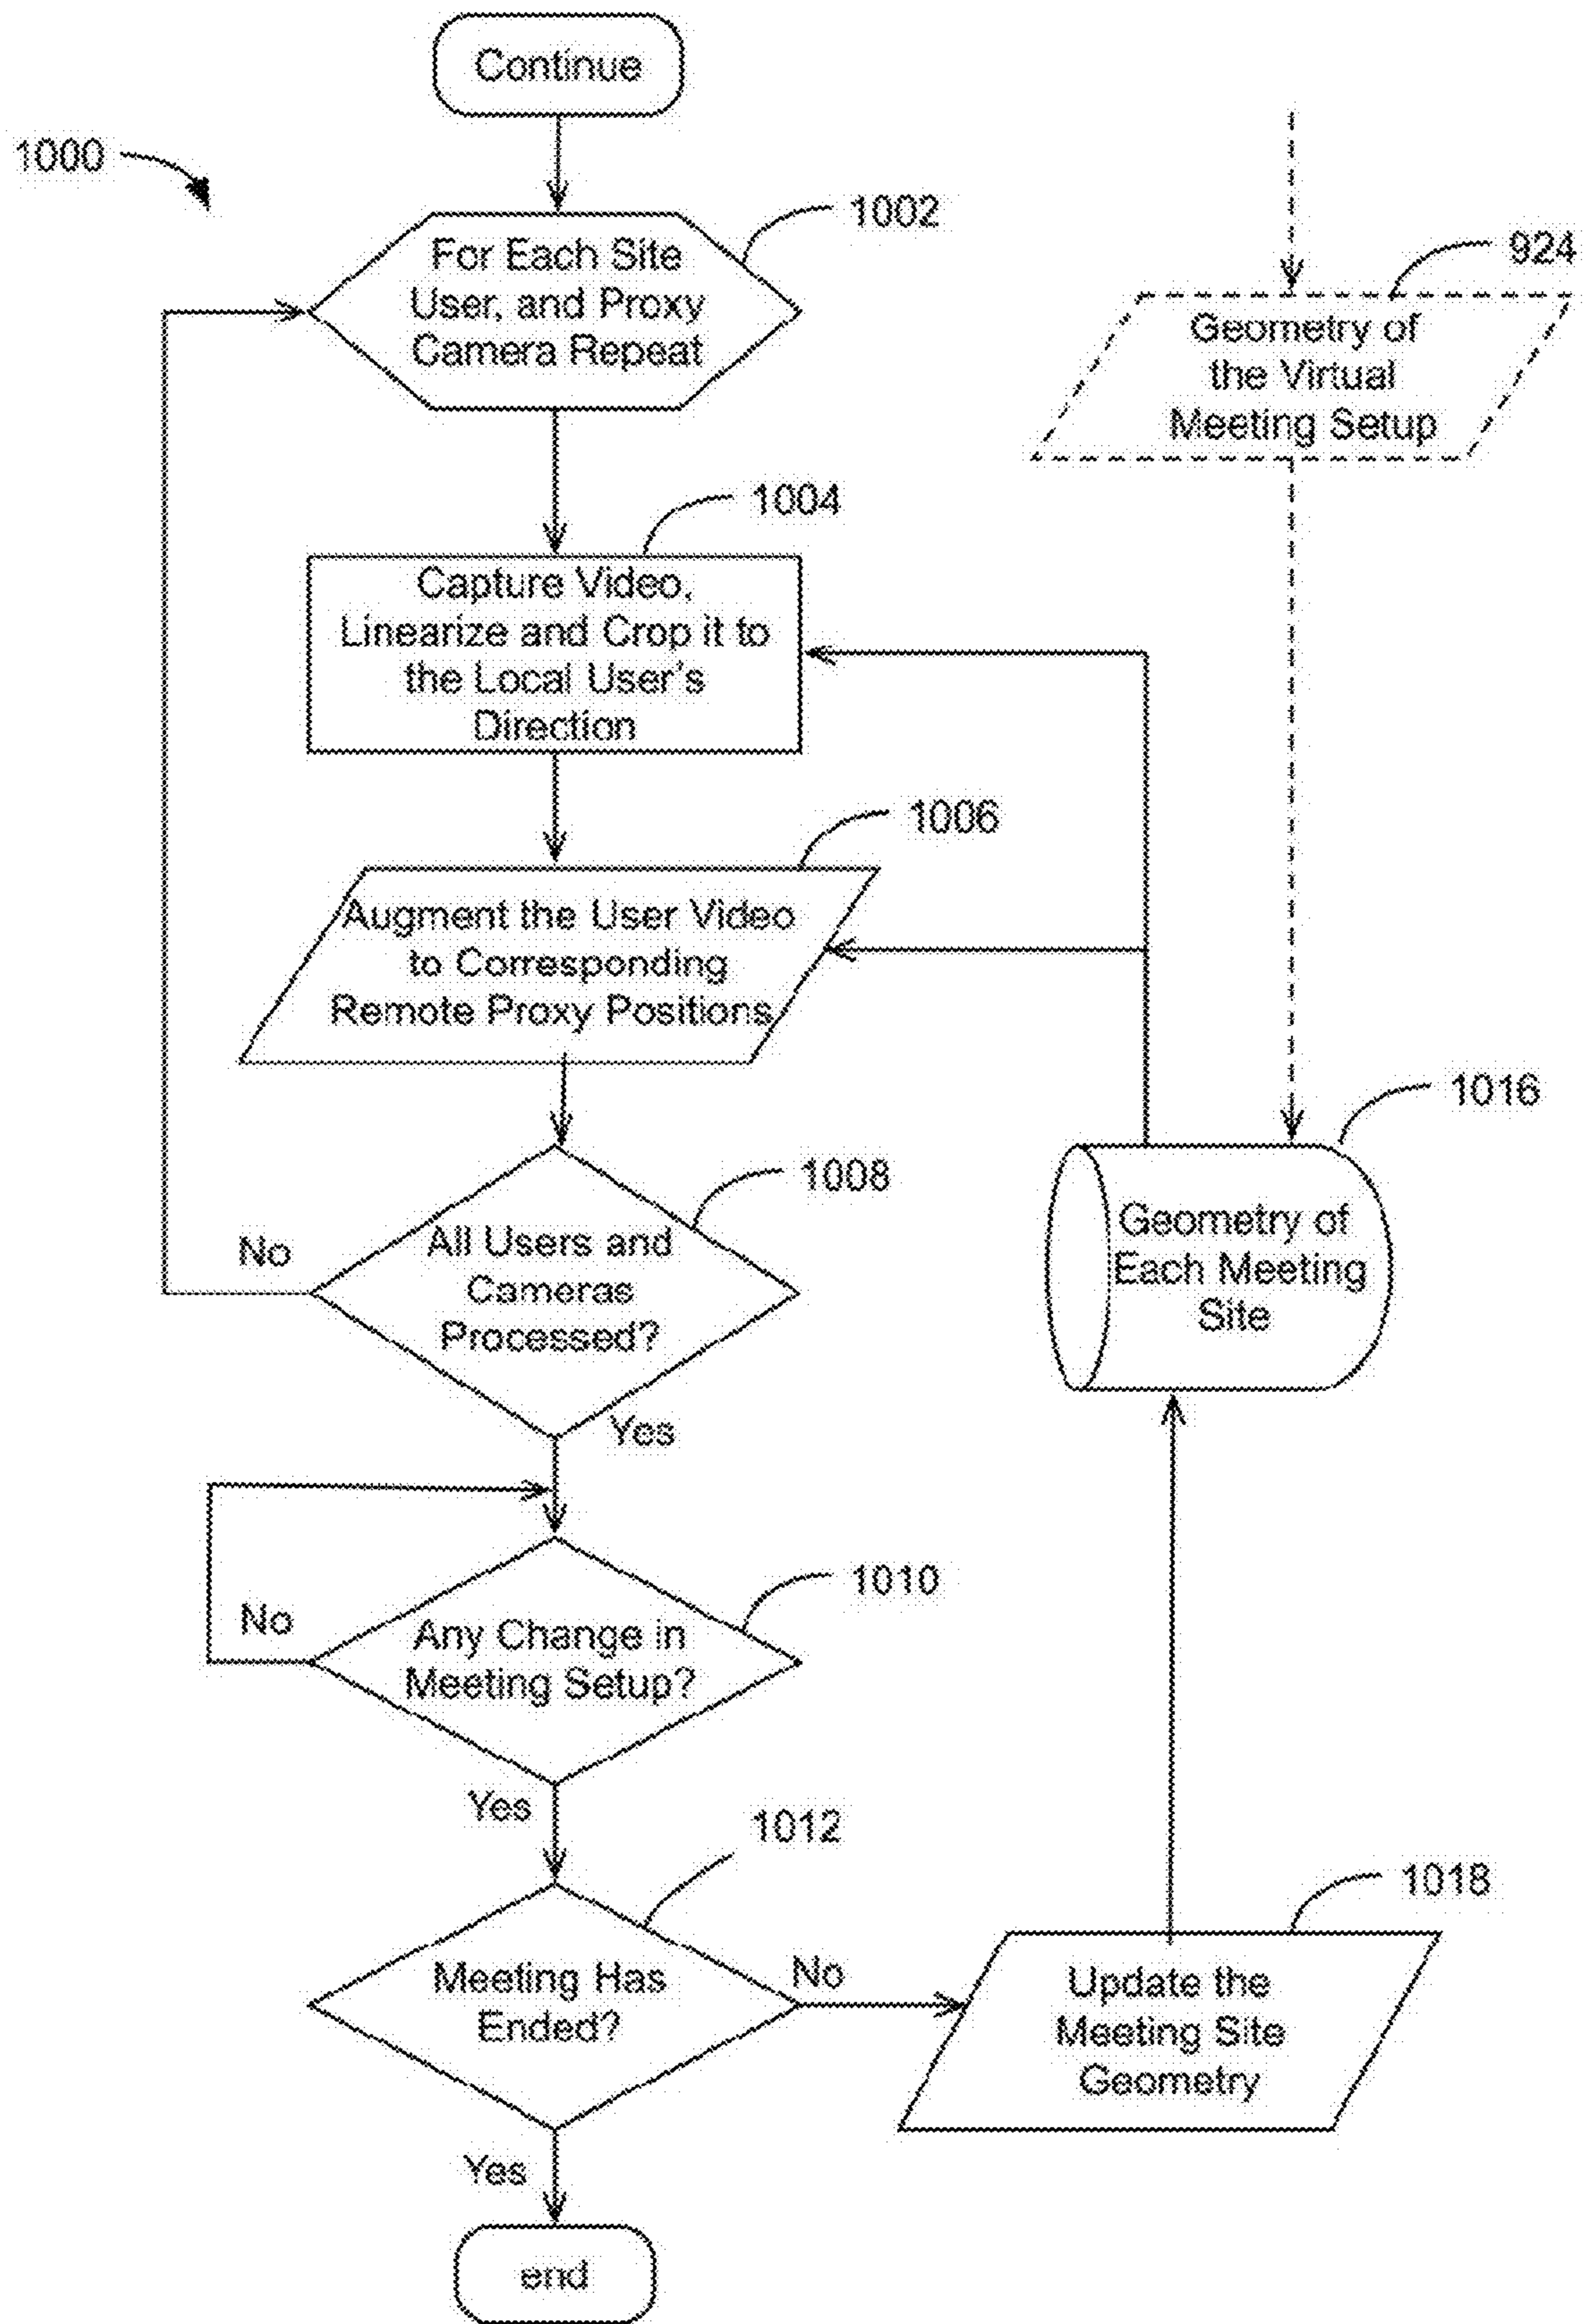 Continue
1000
1002
For Each Site
User, and Proxy
Camera Repeat
924
Geometry of
the Virtual
Meeting Setup
1004
Capture Video,
Linearize and Crop it to
the Local User's
Direction
1006
Augment the User Video
to Corresponding
Remote Proxy Positions
1016
Geometry of
Each Meeting
Site
1008
All Users and
Cameras
Processed?
No
Yes
1010
Any Change in
Meeting Setup?
No
Yes
1012
Meeting Has
Ended?
No
1018
Update the
Meeting Site
Geometry
Yes
end